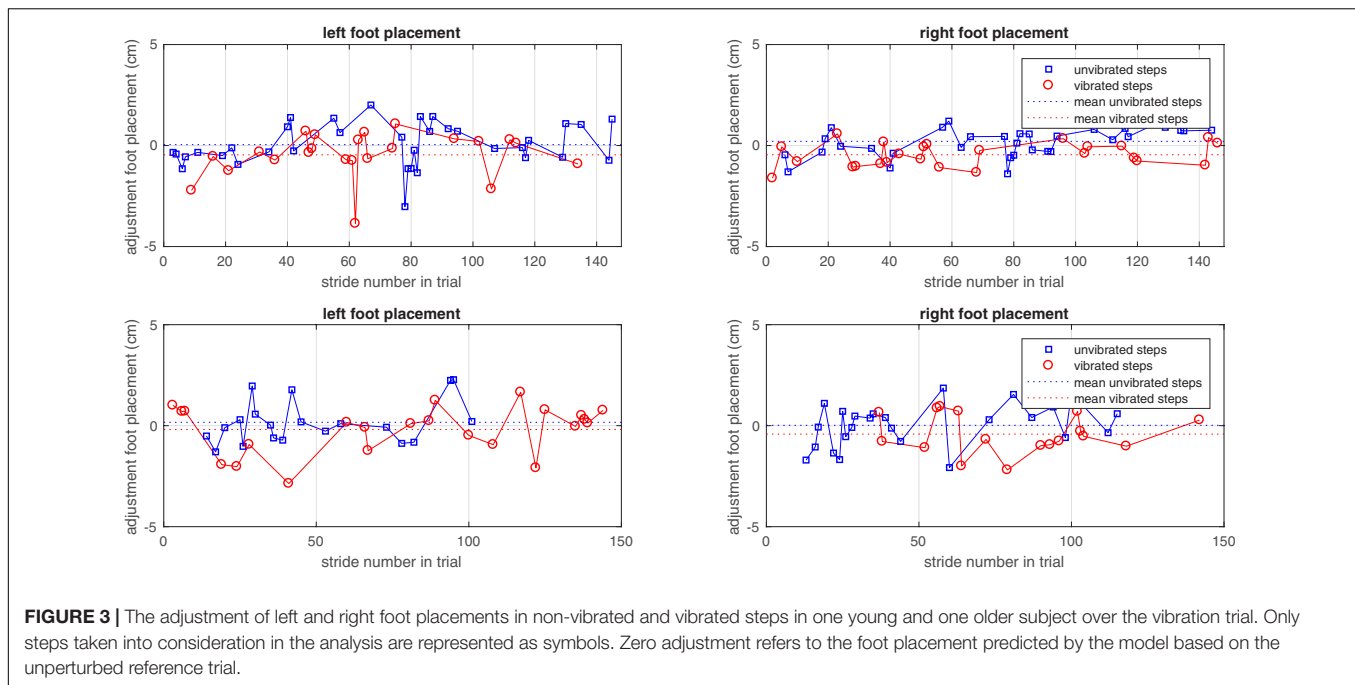 left foot placement
5
0
-5
adjustment foot placement (cm)
0 20 40 60 80 100 120 140
stride number in trial
right foot placement
unvibrated steps
vibrated steps
mean unvibrated steps
mean vibrated steps
5
0
-5
adjustment foot placement (cm)
0 20 40 60 80 100 120 140
stride number in trial
left foot placement
5
0
-5
adjustment foot placement (cm)
0 50 100 150
stride number in trial
right foot placement
unvibrated steps
vibrated steps
mean unvibrated steps
mean vibrated steps
5
0
-5
adjustment foot placement (cm)
0 50 100 150
stride number in trial
FIGURE 3 | The adjustment of left and right foot placements in non-vibrated and vibrated steps in one young and one older subject over the vibration trial. Only
steps taken into consideration in the analysis are represented as symbols. Zero adjustment refers to the foot placement predicted by the model based on the
unperturbed reference trial.